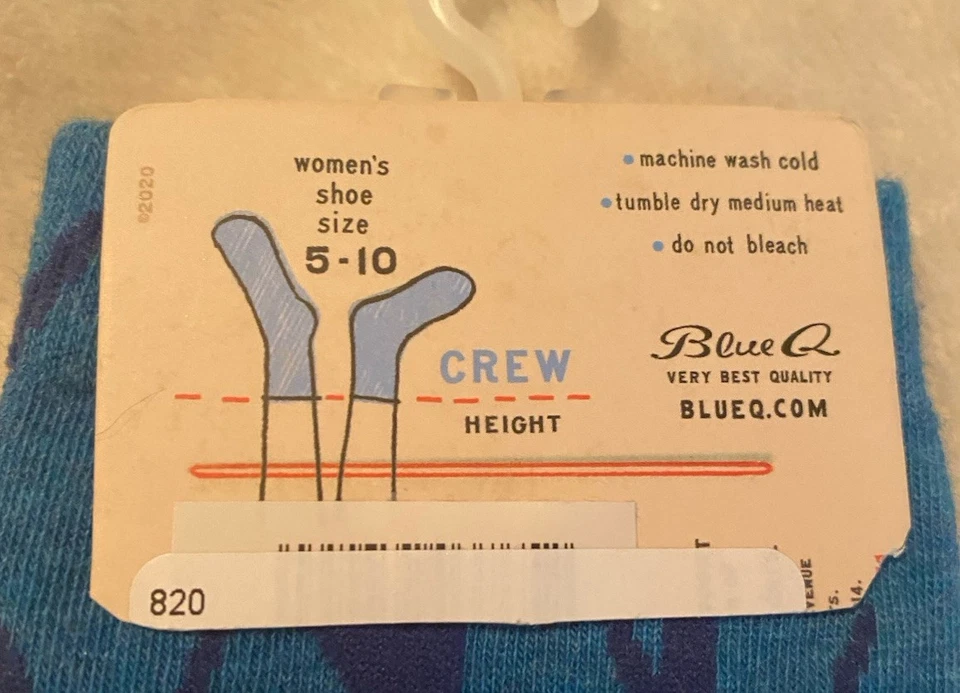 ©2020
women's
shoe
size
5-10
CREW
HEIGHT
• machine wash cold
• tumble dry medium heat
• do not bleach
Blue Q
VERY BEST QUALITY
BLUEQ.COM
820